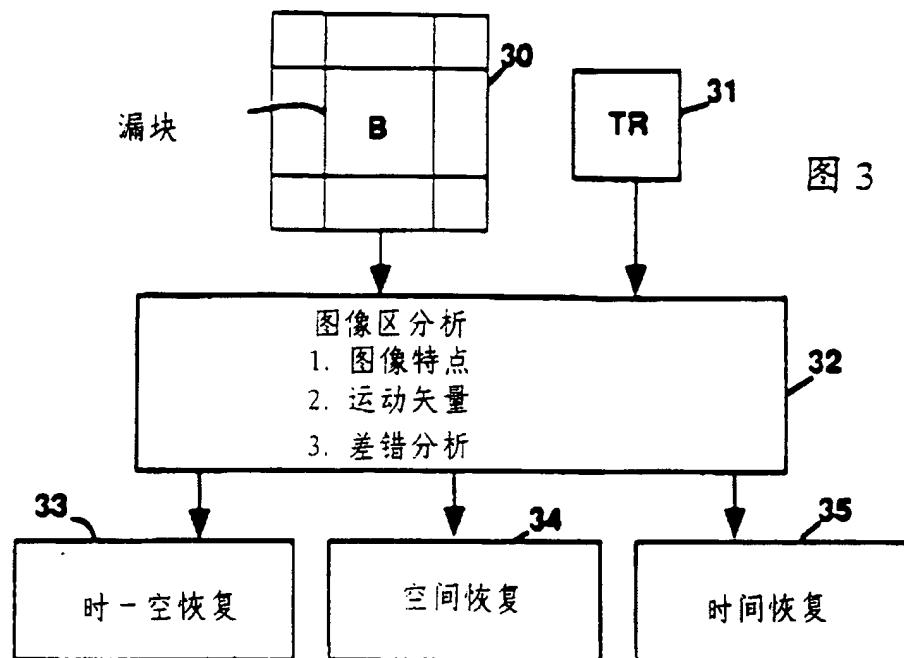 30
31
漏块
B
TR
图 3
图像区分析
1. 图像特点
2. 运动矢量
3. 差错分析
32
33
34
35
时－空恢复
空间恢复
时间恢复